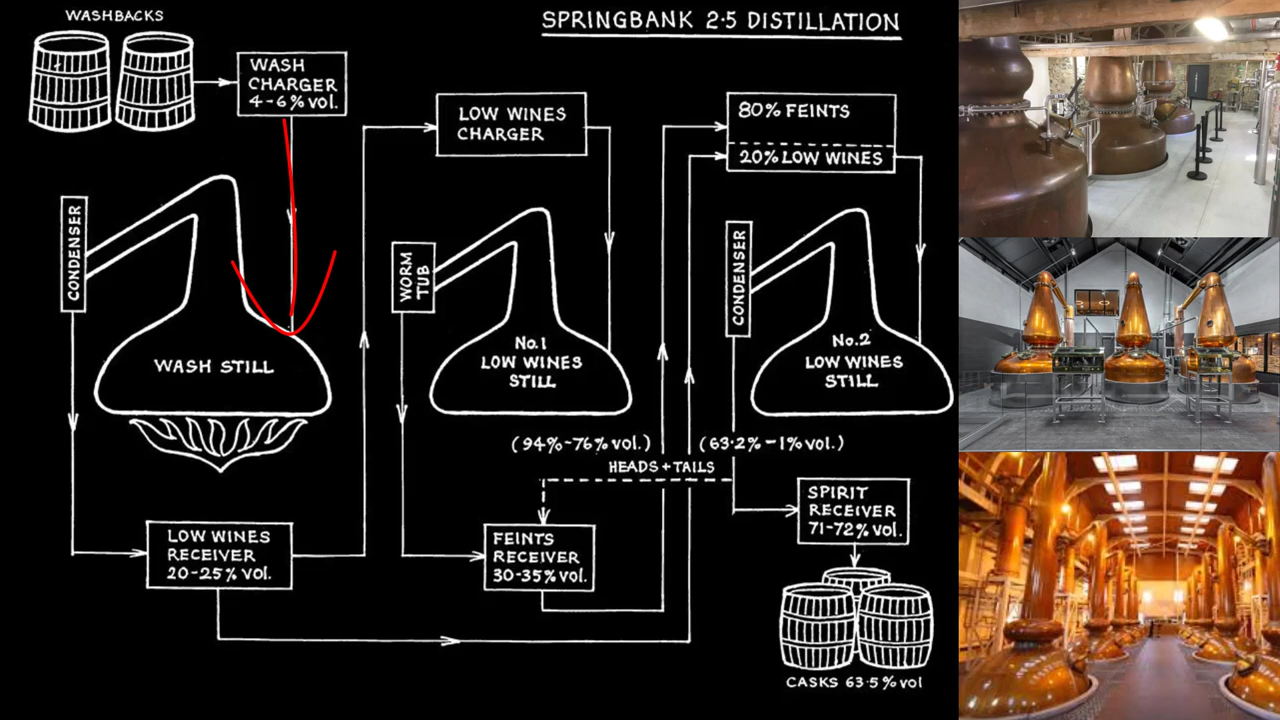 WASHBACKS
SPRINGBANK 2·5 DISTILLATION
WASH
CHARGER
4-6% vol.
LOW WINES
CHARGER
80% FEINTS
20% LOW WINES
CONDENSER
WORM
TUB
CONDENSER
WASH STILL
No.1
LOW WINES
STILL
No.2
LOW WINES
STILL
(94%-76% vol.)
(63·2%-1% vol.)
HEADS + TAILS
LOW WINES
RECEIVER
20-25% vol.
FEINTS
RECEIVER
30-35% vol.
SPIRIT
RECEIVER
71-72% vol.
CASKS 63·5% vol